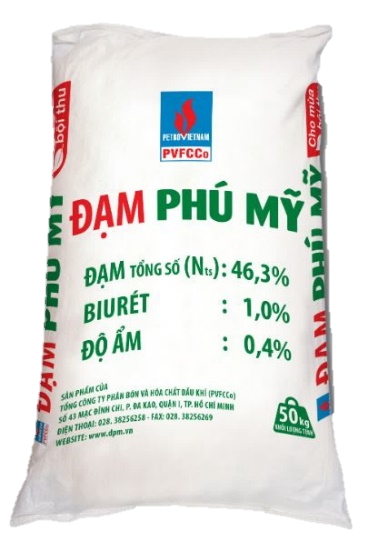 PETROVIETNAM
PVFCCo
ĐẠM PHÚ MỸ
ĐẠM TỔNG SỐ (Nts): 46,3%
BIURÉT : 1,0%
ĐỘ ẨM : 0,4%
SẢN PHẨM CỦA
TỔNG CÔNG TY PHÂN BÓN VÀ HÓA CHẤT DẦU KHÍ (PVFCCo)
SỐ 43 MẠC ĐĨNH CHI, P. ĐA KAO, QUẬN I, TP. HỒ CHÍ MINH
ĐIỆN THOẠI: 028. 38256258 - FAX: 028. 38256269
WEBSITE: www.dpm.vn
50kg
KHỐI LƯỢNG TỊNH
bội thu
ĐẠM PHÚ MỸ
Cho mùa
ĐẠM PHÚ MỸ